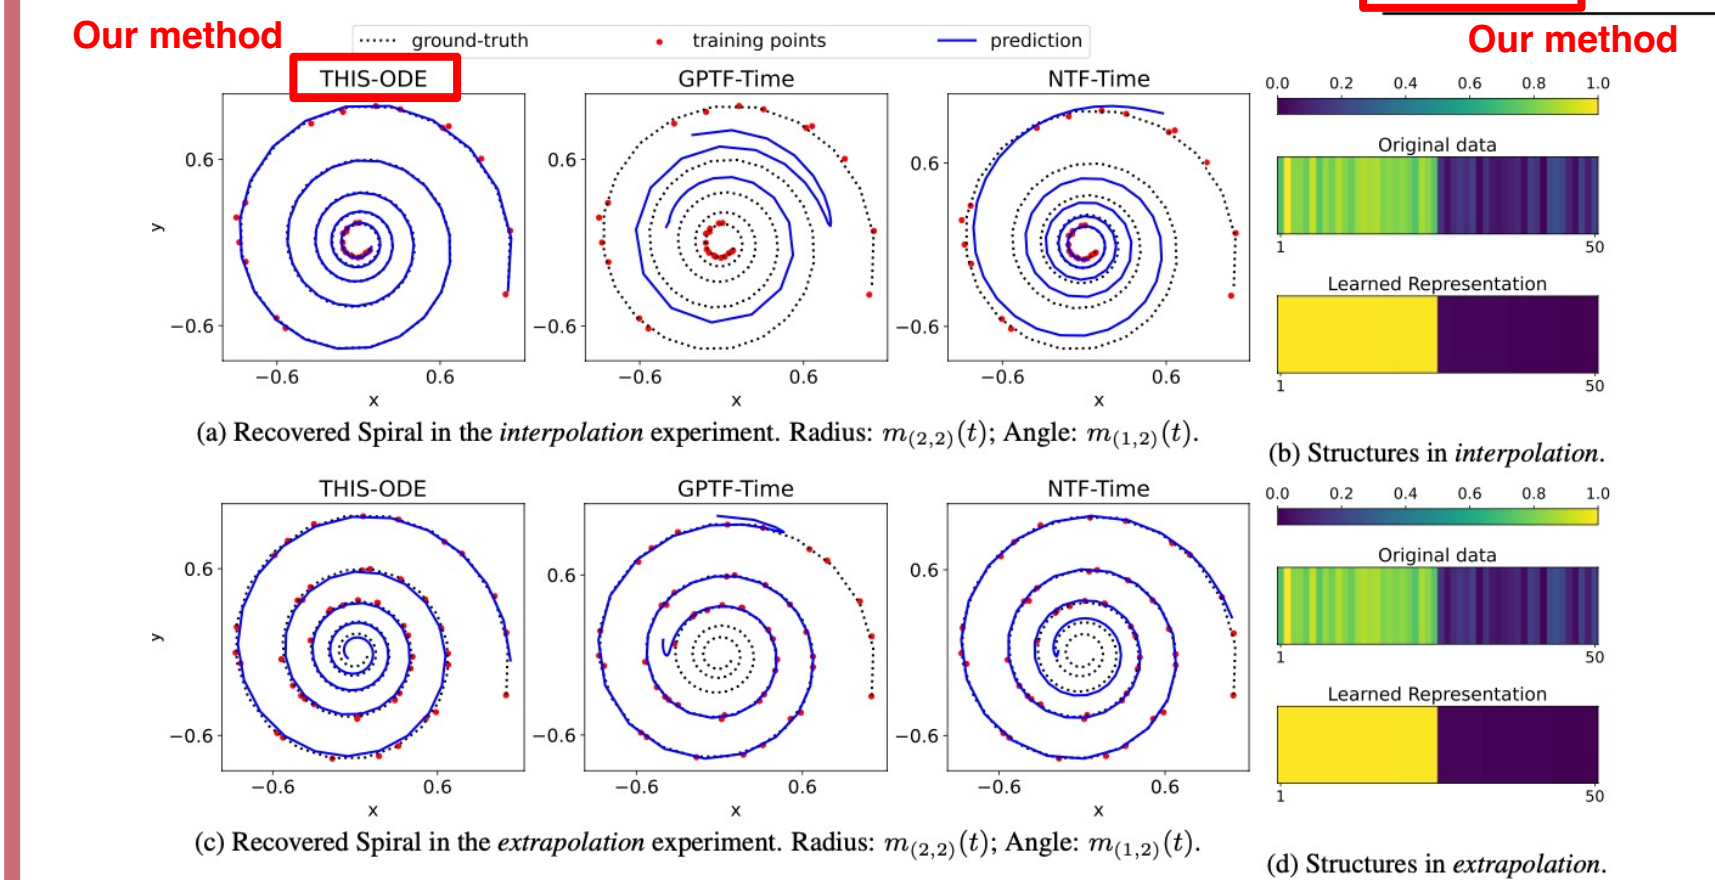 Our method
ground-truth
training points
prediction
Our method
THIS-ODE
GPTF-Time
NTF-Time
0.0 0.2 0.4 0.6 0.8 1.0
Original data
1 50
Learned Representation
1 50
y
0.6
−0.6
−0.6 0.6
x
0.6
−0.6
−0.6 0.6
x
0.6
−0.6
−0.6 0.6
x
(a) Recovered Spiral in the interpolation experiment. Radius: m(2,2)(t); Angle: m(1,2)(t).
(b) Structures in interpolation.
THIS-ODE
GPTF-Time
NTF-Time
0.0 0.2 0.4 0.6 0.8 1.0
Original data
1 50
Learned Representation
1 50
y
0.6
−0.6
−0.6 0.6
x
0.6
−0.6
−0.6 0.6
x
0.6
−0.6
−0.6 0.6
x
(c) Recovered Spiral in the extrapolation experiment. Radius: m(2,2)(t); Angle: m(1,2)(t).
(d) Structures in extrapolation.